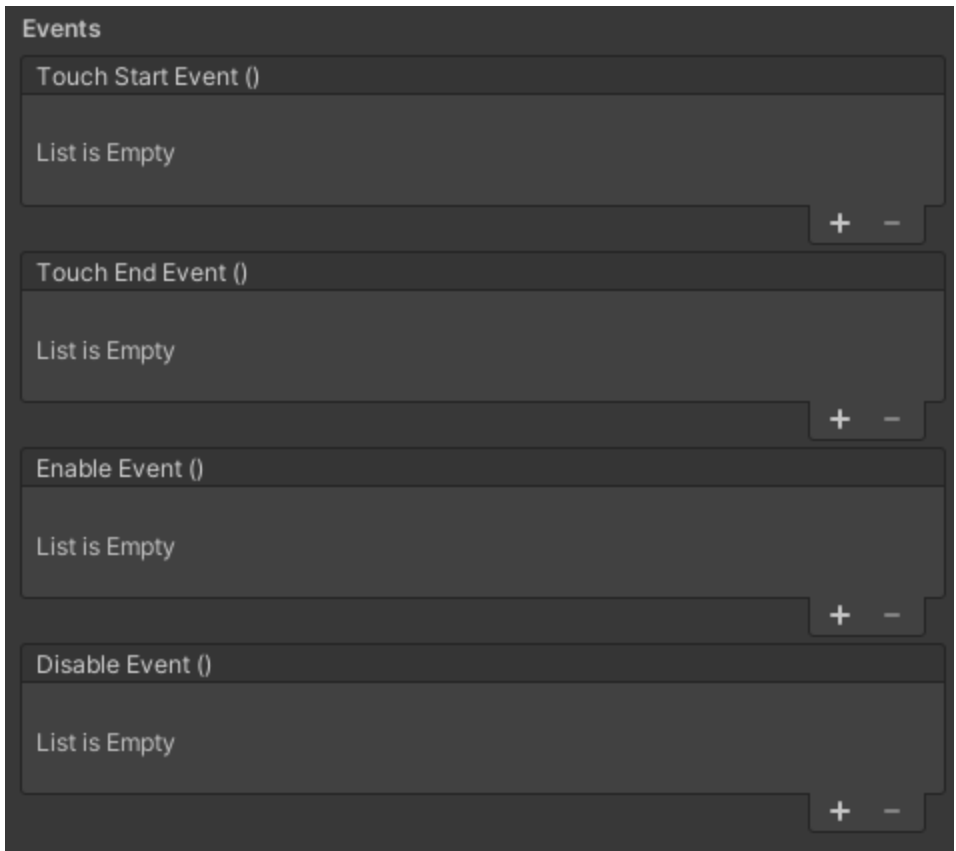 Events
Touch Start Event ()
List is Empty
+ −
Touch End Event ()
List is Empty
+ −
Enable Event ()
List is Empty
+ −
Disable Event ()
List is Empty
+ −